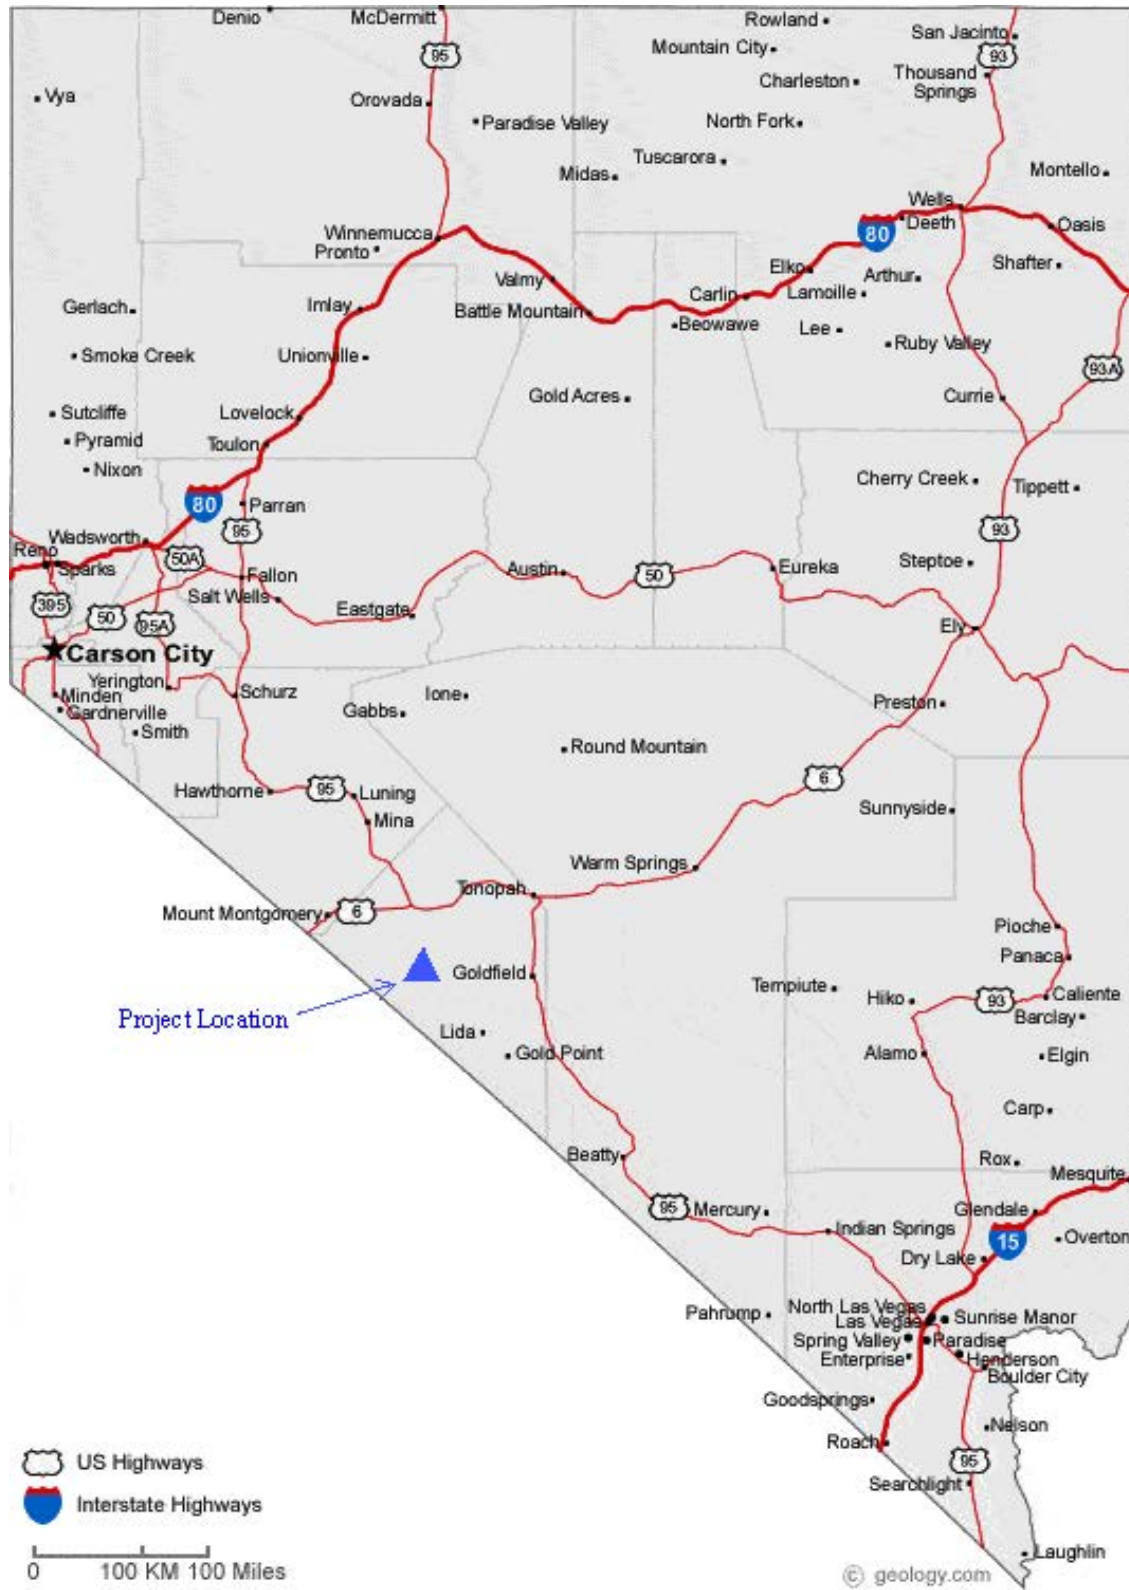 Denio
McDermitt
Rowland
San Jacinto
Mountain City
95
93
Thousand
Springs
Charleston
Vya
Orovada
Paradise Valley
North Fork
Tuscarora
Midas
Montello
Wells
Deeth
Oasis
Winnemucca
Pronto
80
Elko
Arthur
Shafter
Valmy
Carlin
Lamoille
Gerlach
Imlay
Battle Mountain
Beowawe
Lee
Ruby Valley
Smoke Creek
Unionville
93A
Gold Acres
Currie
Sutcliffe
Lovelock
Pyramid
Toulon
Nixon
Cherry Creek
Tippett
80
Parran
95
93
Wadsworth
Reno
Sparks
50A
Fallon
Austin
50
Eureka
Steptoe
395
50
95A
Salt Wells
Eastgate
Ely
Carson City
Yerington
Minden
Schurz
Ione
Preston
Gardnerville
Gabbs
Smith
Round Mountain
6
Hawthorne
95
Luning
Sunnyside
Mina
Warm Springs
Tonopah
Mount Montgomery
6
Pioche
Panaca
Goldfield
Tempiute
Hiko
93
Caliente
Project Location
Barclay
Lida
Gold Point
Alamo
Elgin
Carp
Beatty
Rox
Mesquite
95
Mercury
Glendale
Indian Springs
15
Overton
Dry Lake
Pahrump
North Las Vegas
Las Vegas
Sunrise Manor
Spring Valley
Paradise
Enterprise
Henderson
Boulder City
Goodsprings
Nelson
Roach
US Highways
95
Searchlight
Interstate Highways
Laughlin
0 100 KM 100 Miles
© geology.com